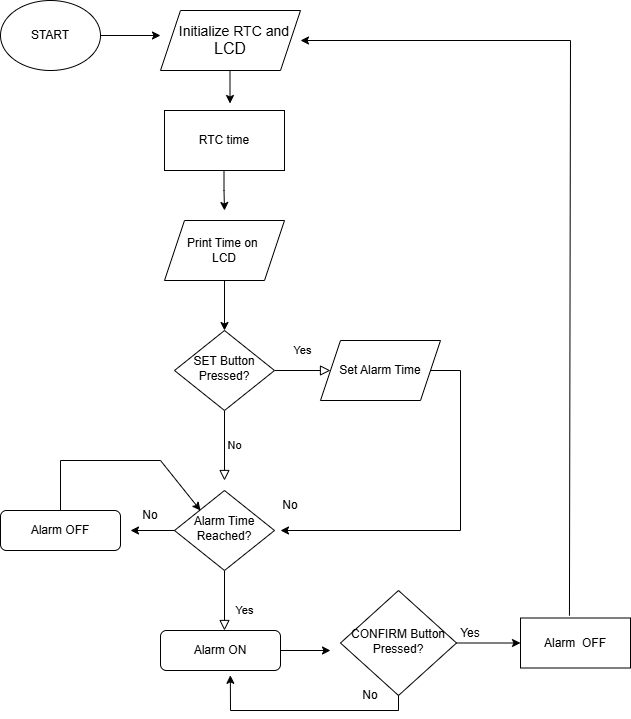 START
Initialize RTC and
LCD
RTC time
Print Time on
LCD
SET Button
Pressed?
Yes
Set Alarm Time
No
No
Alarm OFF
No
Alarm Time
Reached?
Yes
Alarm ON
CONFIRM Button
Pressed?
Yes
Alarm  OFF
No